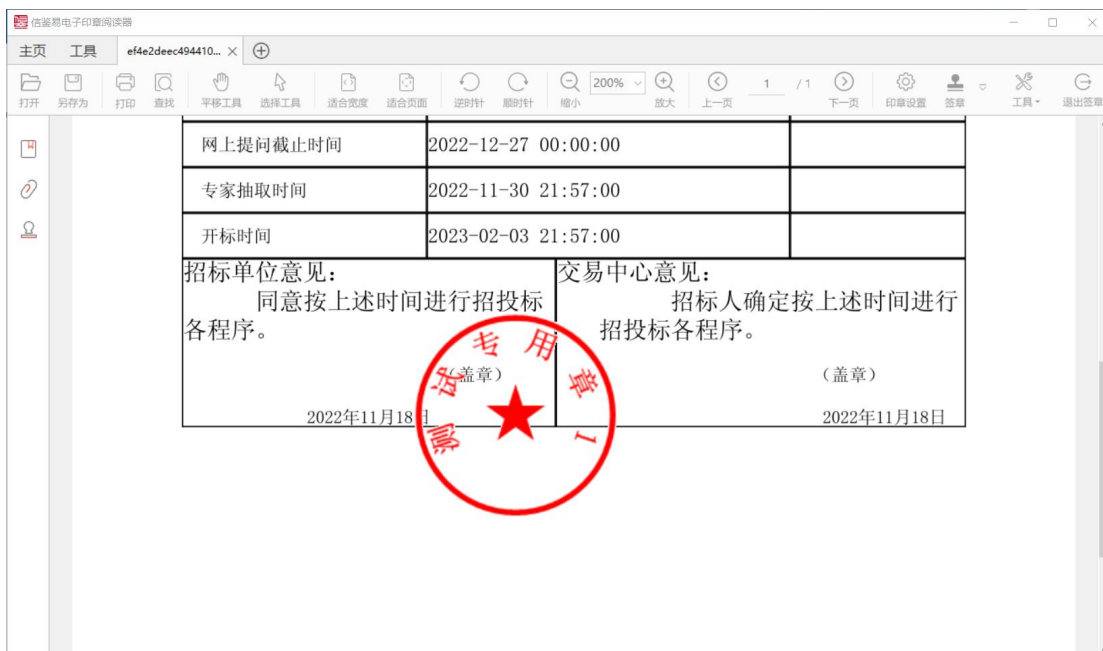 信鉴易电子印章阅读器
主页 工具 ef4e2deec494410...
打开 另存为 打印 查找 平移工具 选择工具 适合宽度 适合页面 逆时针 顺时针 缩小 200% 放大 上一页 1 / 1 下一页 印章设置 签章 工具 退出签章
网上提问截止时间 2022-12-27 00:00:00
专家抽取时间 2022-11-30 21:57:00
开标时间 2023-02-03 21:57:00
招标单位意见：
同意按上述时间进行招投标
各程序。
（盖章）
2022年11月18日
交易中心意见：
招标人确定按上述时间进行
招投标各程序。
（盖章）
2022年11月18日
测试专用章1